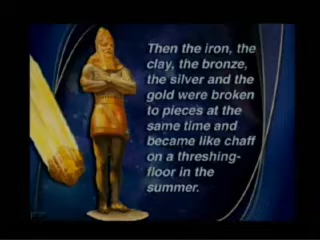 Then the iron, the
clay, the bronze,
the silver and the
gold were broken
to pieces at the
same time and
became like chaff
on a threshing-
floor in the
summer.